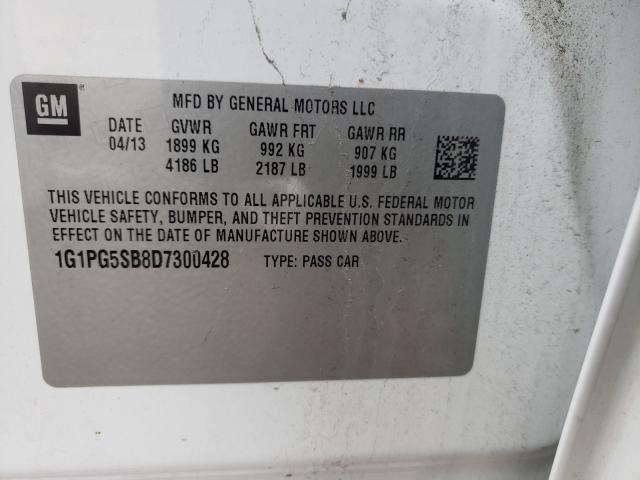 GM
MFD BY GENERAL MOTORS LLC
DATE GVWR GAWR FRT GAWR RR
04/13 1899 KG 992 KG 907 KG
4186 LB 2187 LB 1999 LB
THIS VEHICLE CONFORMS TO ALL APPLICABLE U.S. FEDERAL MOTOR
VEHICLE SAFETY, BUMPER, AND THEFT PREVENTION STANDARDS IN
EFFECT ON THE DATE OF MANUFACTURE SHOWN ABOVE.
1G1PG5SB8D7300428 TYPE: PASS CAR